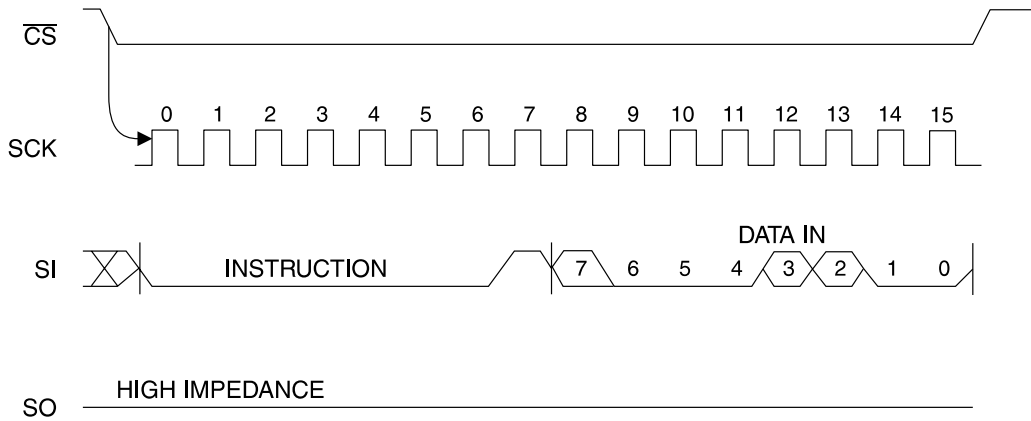 CS
0 1 2 3 4 5 6 7 8 9 10 11 12 13 14 15
SCK
DATA IN
SI INSTRUCTION 7 6 5 4 3 2 1 0
HIGH IMPEDANCE
SO